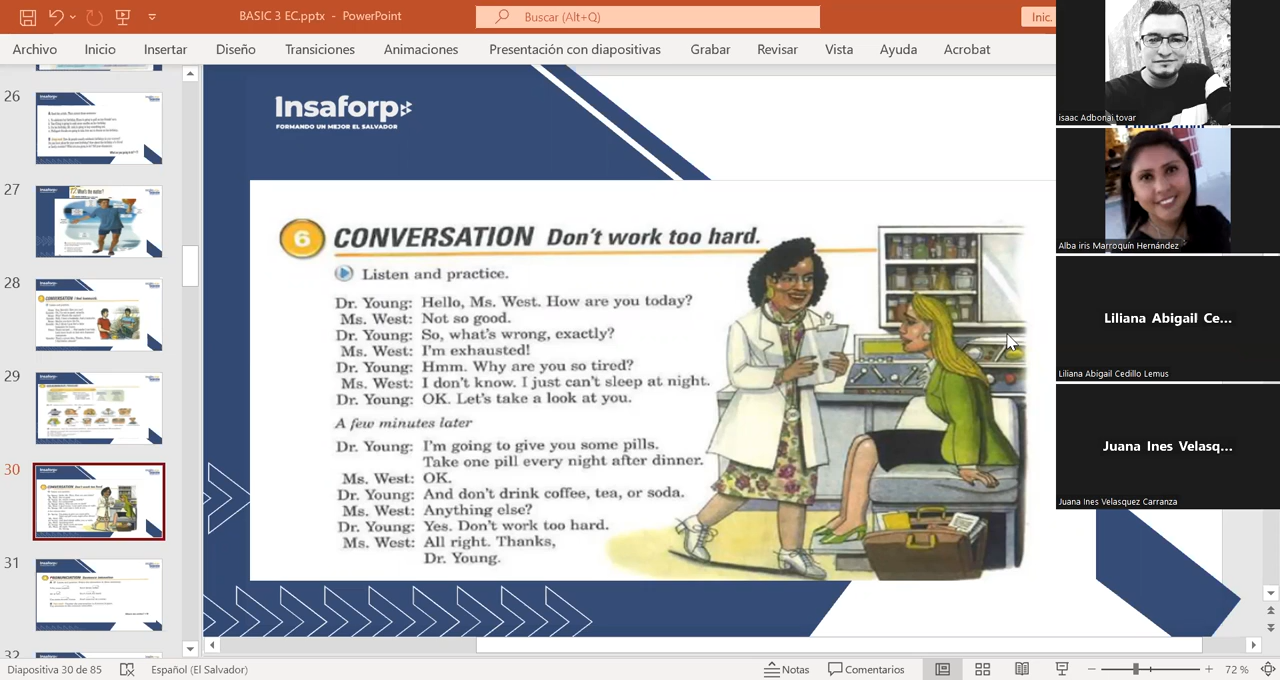 BASIC 3 EC.pptx - PowerPoint
Buscar (Alt+Q)
Inic.
Archivo Inicio Insertar Diseño Transiciones Animaciones Presentación con diapositivas Grabar Revisar Vista Ayuda Acrobat
26
27
28
29
30
31
32
Insaforp
FORMANDO UN MEJOR EL SALVADOR
6 CONVERSATION Don't work too hard.
Listen and practice.
Dr. Young: Hello, Ms. West. How are you today?
Ms. West: Not so good.
Dr. Young: So, what's wrong, exactly?
Ms. West: I'm exhausted!
Dr. Young: Hmm. Why are you so tired?
Ms. West: I don't know. I just can't sleep at night.
Dr. Young: OK. Let's take a look at you.
A few minutes later
Dr. Young: I'm going to give you some pills.
Take one pill every night after dinner.
Ms. West: OK.
Dr. Young: And don't drink coffee, tea, or soda.
Ms. West: Anything else?
Dr. Young: Yes. Don't work too hard.
Ms. West: All right. Thanks,
Dr. Young.
isaac Adbonai tovar
Alba iris Marroquín Hernández
Liliana Abigail Ce...
Liliana Abigail Cedillo Lemus
Juana Ines Velasq...
Juana Ines Velasquez Carranza
Diapositiva 30 de 85
Español (El Salvador)
Notas
Comentarios
72 %